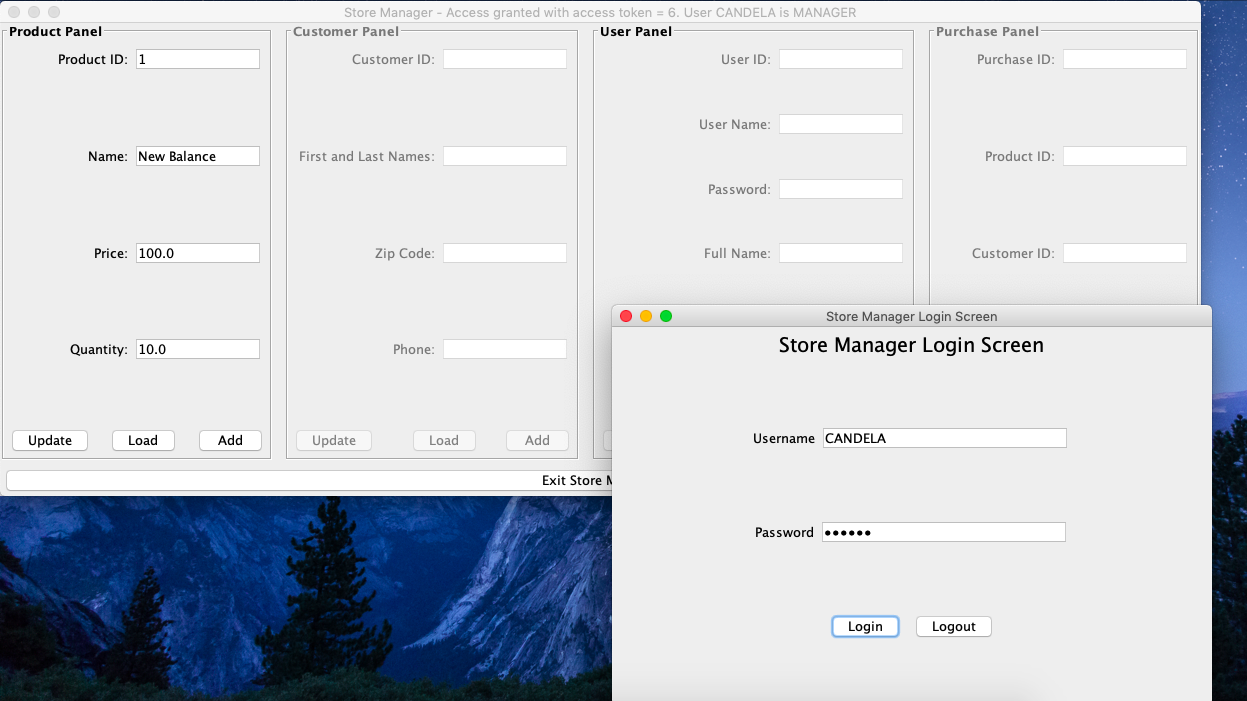 Store Manager - Access granted with access token = 6. User CANDELA is MANAGER
Product Panel
Product ID: 1
Name: New Balance
Price: 100.0
Quantity: 10.0
Update Load Add
Customer Panel
Customer ID:
First and Last Names:
Zip Code:
Phone:
Update Load Add
User Panel
User ID:
User Name:
Password:
Full Name:
Purchase Panel
Purchase ID:
Product ID:
Customer ID:
Exit Store
Store Manager Login Screen
Store Manager Login Screen
Username CANDELA
Password ••••••
Login Logout